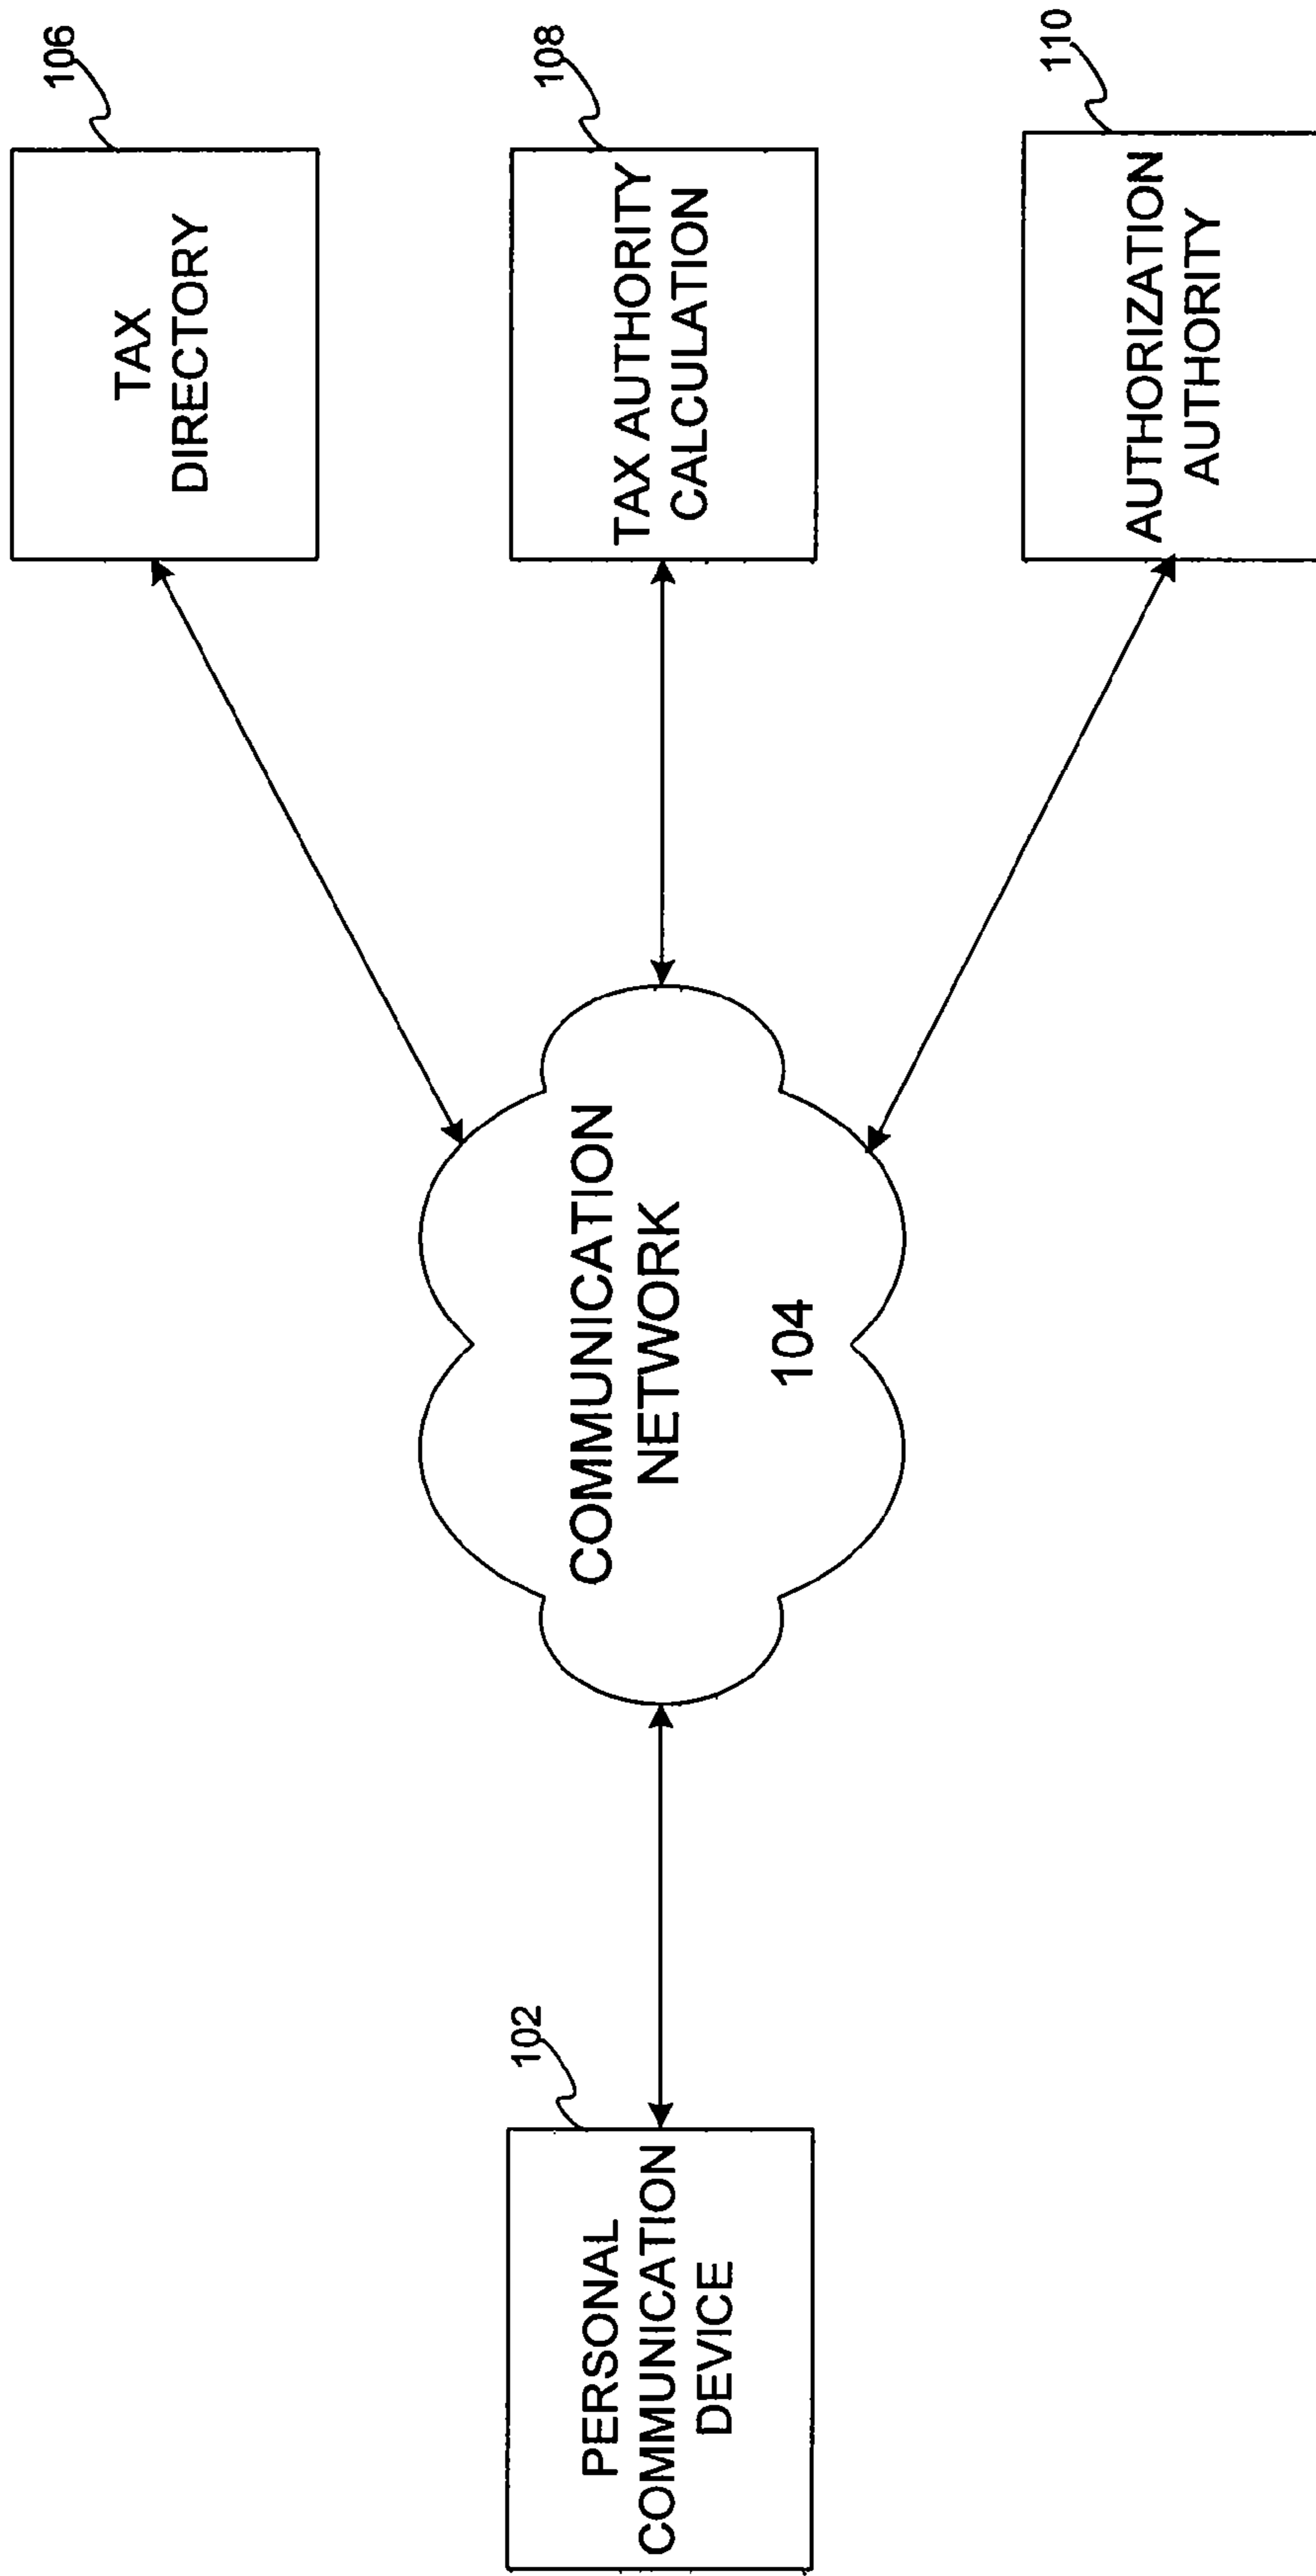 PERSONAL
COMMUNICATION
DEVICE
102
COMMUNICATION
NETWORK
104
TAX
DIRECTORY
106
TAX AUTHORITY
CALCULATION
108
AUTHORIZATION
AUTHORITY
110